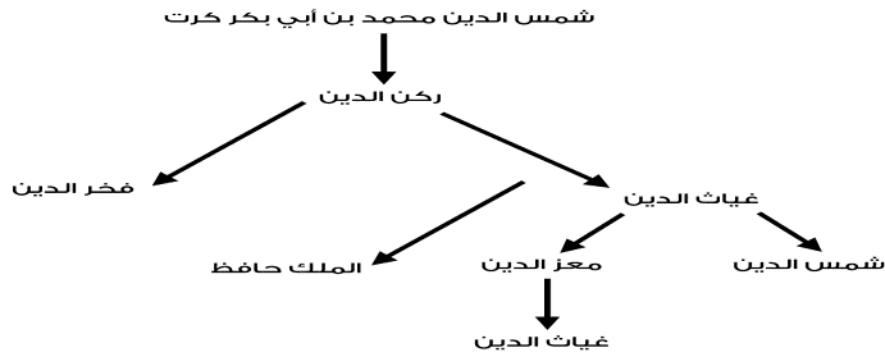 شمس الدين محمد بن أبي بكر كرت
ركن الدين
فخر الدين
غياث الدين
شمس الدين
معز الدين
الملك حافظ
غياث الدين